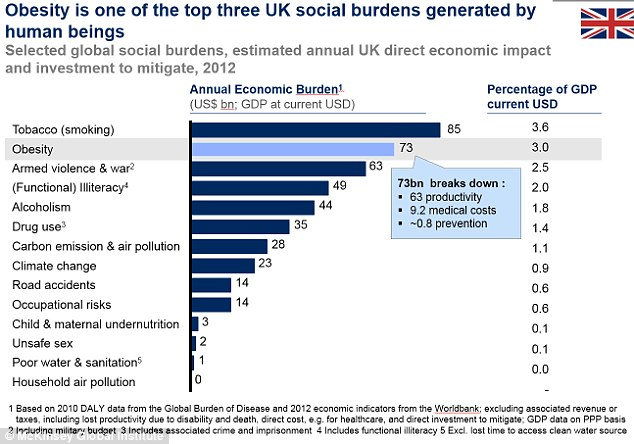 Obesity is one of the top three UK social burdens generated by
human beings
Selected global social burdens, estimated annual UK direct economic impact
and investment to mitigate, 2012
Annual Economic Burden1.
(US$ bn; GDP at current USD)
Percentage of GDP
current USD
Tobacco (smoking) 85 3.6
Obesity 73 3.0
Armed violence & war2 63 2.5
(Functional) Illiteracy4 49 2.0
Alcoholism 44 1.8
Drug use3 35 1.4
Carbon emission & air pollution 28 1.1
Climate change 23 0.9
Road accidents 14 0.6
Occupational risks 14 0.6
Child & maternal undernutrition 3 0.1
Unsafe sex 2 0.1
Poor water & sanitation5 1 0.0
Household air pollution 0 -
73bn breaks down :
▪ 63 productivity
▪ 9.2 medical costs
▪ ~0.8 prevention
1 Based on 2010 DALY data from the Global Burden of Disease and 2012 economic indicators from the Worldbank; excluding associated revenue or
taxes, including lost productivity due to disability and death, direct cost, e.g. for healthcare, and direct investment to mitigate; GDP data on PPP basis
2 Including military budget 3 Includes associated crime and imprisonment 4 Includes functional illiteracy 5 Excl. lost time to access clean water source
© McKinsey Global Institute